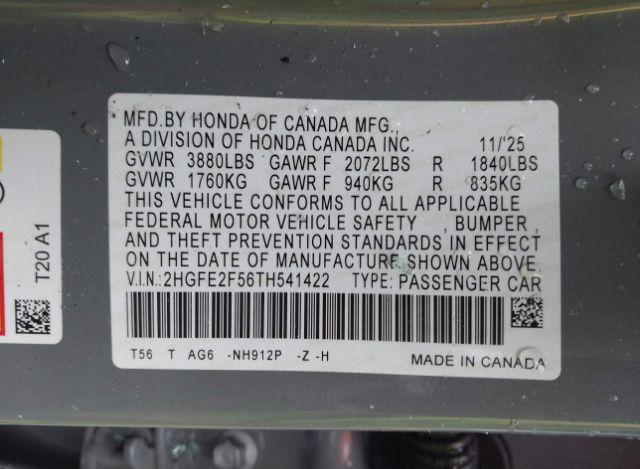 MFD.BY HONDA OF CANADA MFG.,
A DIVISION OF HONDA CANADA INC. 11/'25
GVWR 3880LBS GAWR F 2072LBS R 1840LBS
GVWR 1760KG GAWR F 940KG R 835KG
THIS VEHICLE CONFORMS TO ALL APPLICABLE
FEDERAL MOTOR VEHICLE SAFETY , BUMPER ,
AND THEFT PREVENTION STANDARDS IN EFFECT
ON THE DATE OF MANUFACTURE SHOWN ABOVE.
V.I.N.:2HGFE2F56TH541422 TYPE: PASSENGER CAR
T56 T AG6 -NH912P -Z -H
MADE IN CANADA
T20 A1